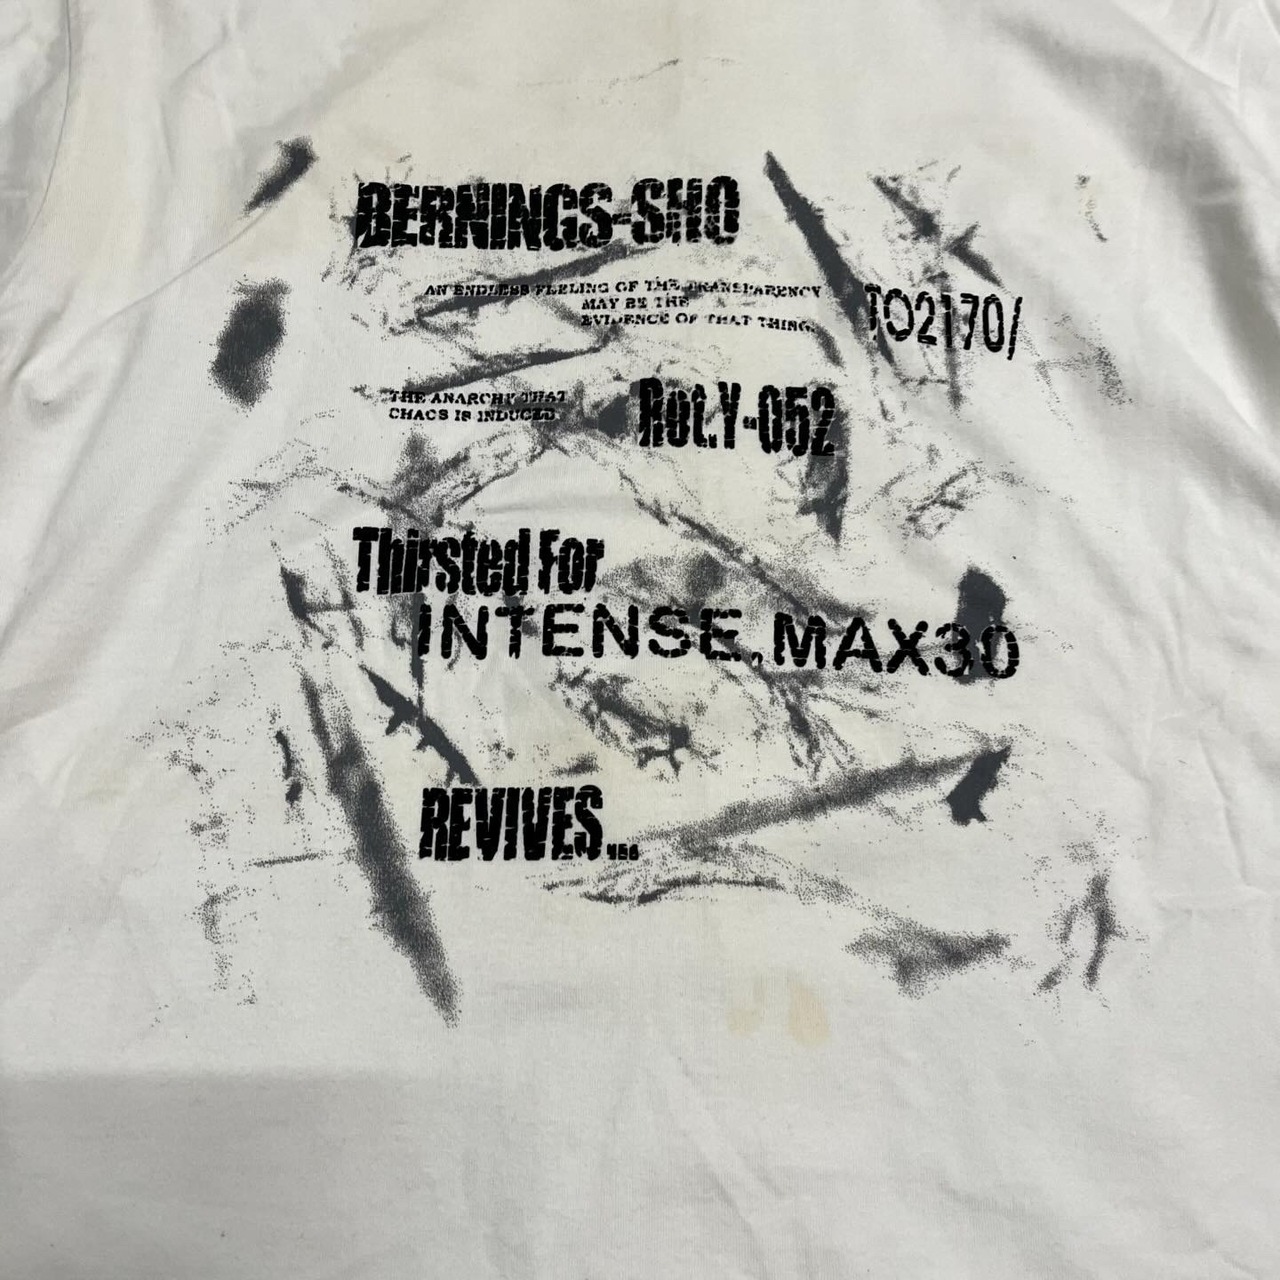 BERNINGS-SHO
AN ENDLESS FEELING OF THE TRANSPARENCY
MAY BE THE
EVIDENCE OF THAT THING.
TO2170/
THE ANARCHY THAT
CHAOS IS INDUCED
RoLY-052
Thirsted For
INTENSE.MAX30
REVIVES..